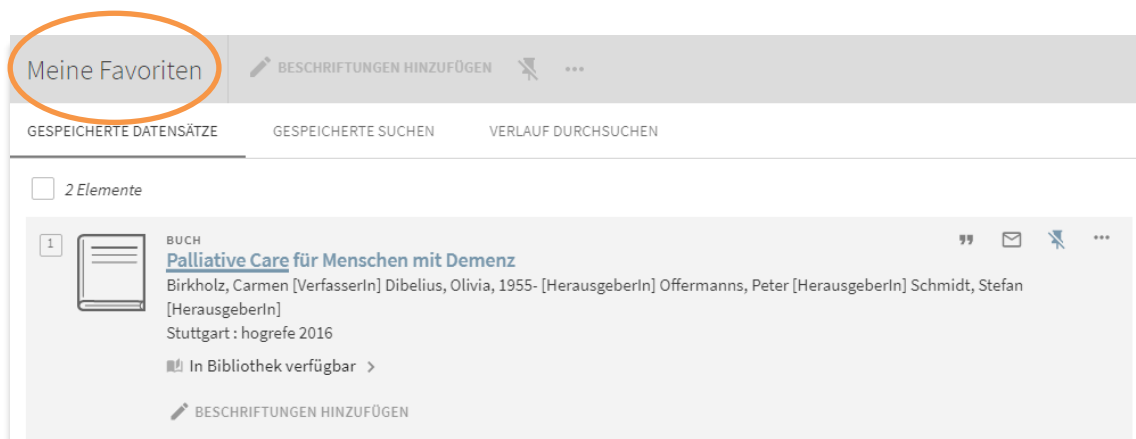 Meine Favoriten
BESCHRIFTUNGEN HINZUFÜGEN
GESPEICHERTE DATENSÄTZE GESPEICHERTE SUCHEN VERLAUF DURCHSUCHEN
2 Elemente
1
BUCH
Palliative Care für Menschen mit Demenz
Birkholz, Carmen [VerfasserIn] Dibelius, Olivia, 1955- [HerausgeberIn] Offermanns, Peter [HerausgeberIn] Schmidt, Stefan
[HerausgeberIn]
Stuttgart : hogrefe 2016
In Bibliothek verfügbar >
BESCHRIFTUNGEN HINZUFÜGEN